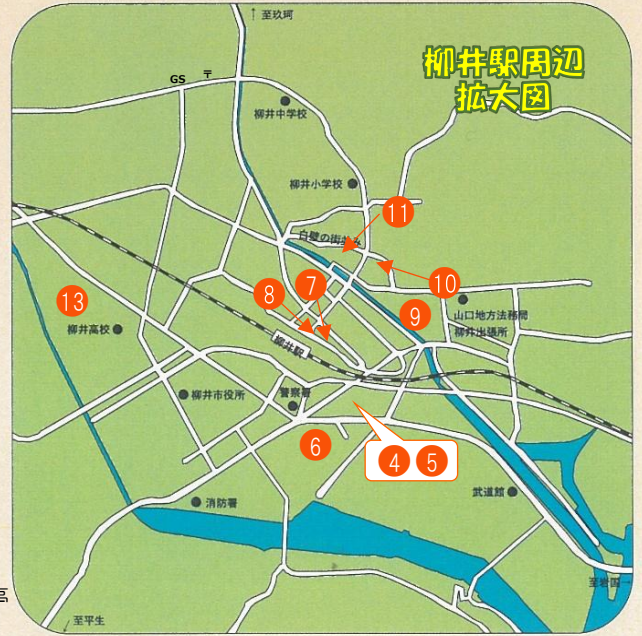 至玖珂
柳井駅周辺
拡大図
GS
〒
柳井中学校
柳井小学校
11
白壁の街並み
10
8
7
13
9
山口地方法務局
柳井出張所
柳井高校
柳井駅
柳井市役所
警察署
6
4 5
武道館
消防署
至岩国
至平生